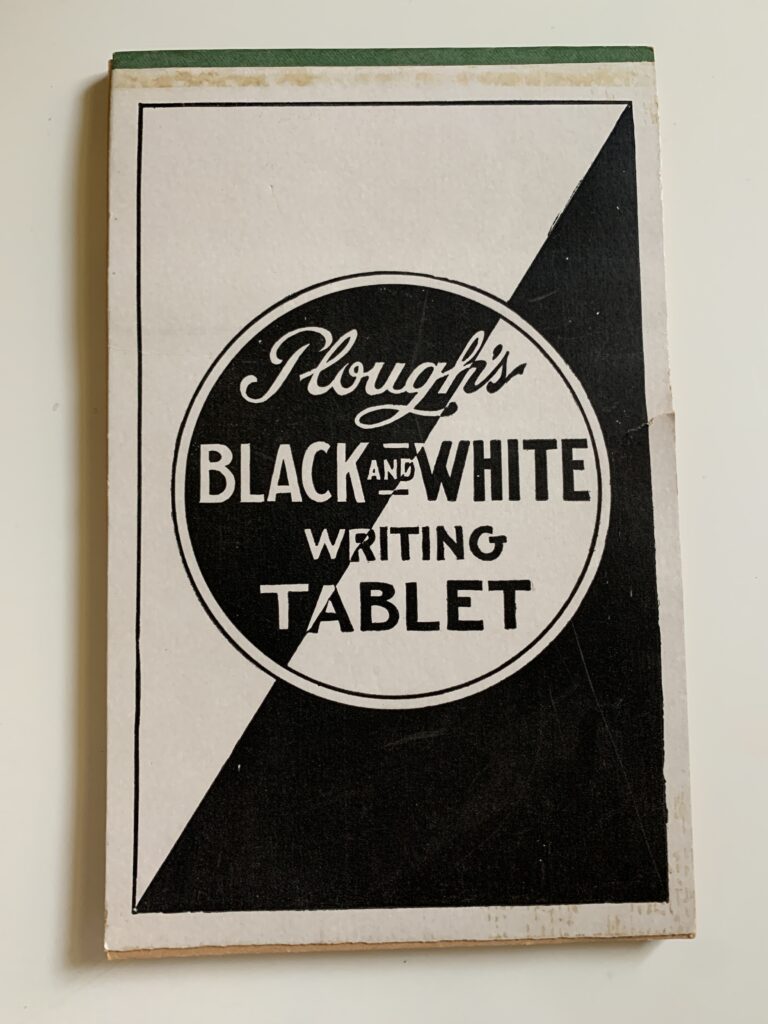 Plough's
BLACK AND WHITE
WRITING
TABLET